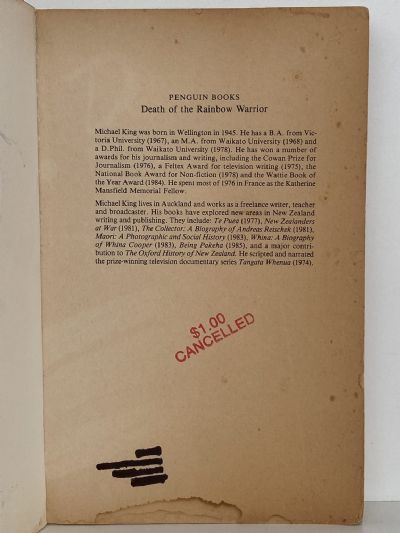 PENGUIN BOOKS
Death of the Rainbow Warrior
Michael King was born in Wellington in 1945. He has a B.A. from Vic-
toria University (1967), an M.A. from Waikato University (1968) and
a D.Phil. from Waikato University (1978). He has won a number of
awards for his journalism and writing, including the Cowan Prize for
Journalism (1976), a Feltex Award for television writing (1975), the
National Book Award for Non-fiction (1978) and the Wattie Book of
the Year Award (1984). He spent most of 1976 in France as the Katherine
Mansfield Memorial Fellow.
Michael King lives in Auckland and works as a freelance writer, teacher
and broadcaster. His books have explored new areas in New Zealand
writing and publishing. They include: Te Puea (1977), New Zealanders
at War (1981), The Collector: A Biography of Andreas Reischek (1981),
Maori: A Photographic and Social History (1983), Whina: A Biography
of Whina Cooper (1983), Being Pakeha (1985), and a major contri-
bution to The Oxford History of New Zealand. He scripted and narrated
the prize-winning television documentary series Tangata Whenua (1974).
$1.00
CANCELLED